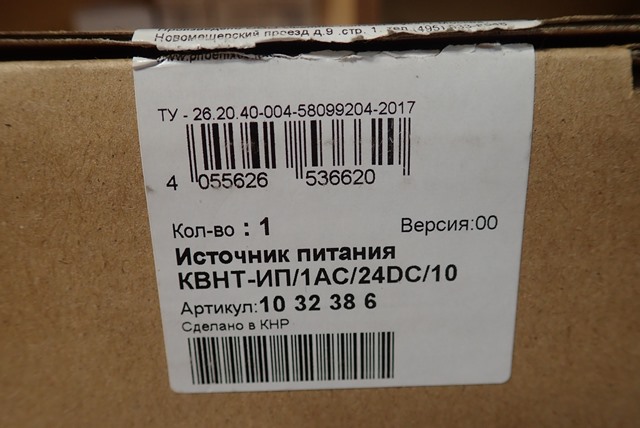 Новомещерский проезд д.9 ,стр. 1
ТУ - 26.20.40-004-58099204-2017
4 055626 536620
Кол-во : 1
Версия:00
Источник питания
КВНТ-ИП/1AC/24DC/10
Артикул:10 32 38 6
Сделано в КНР